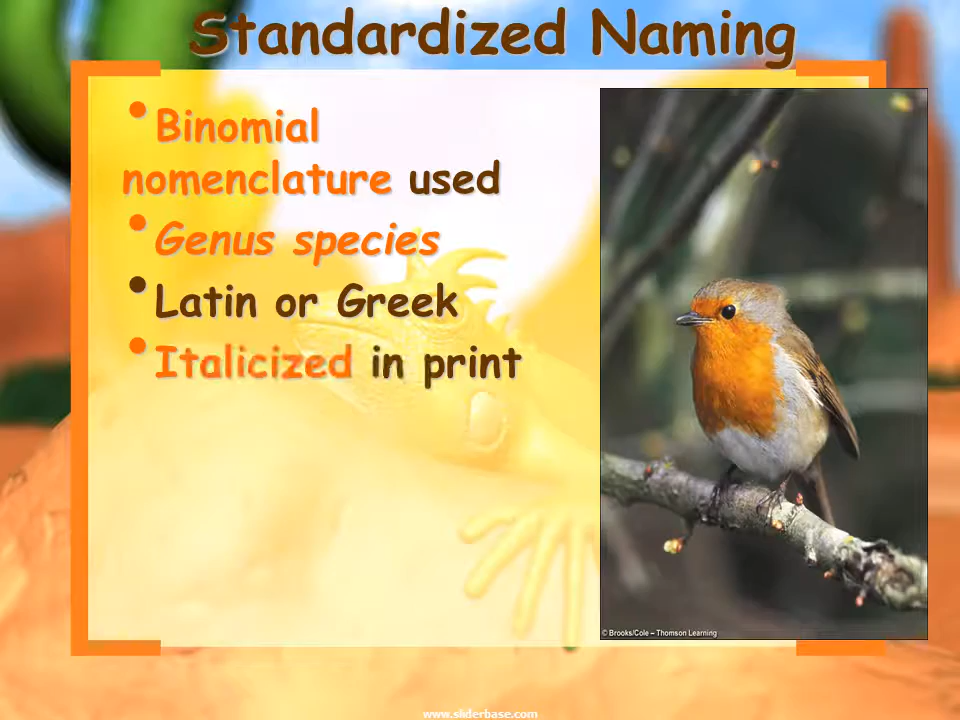 Standardized Naming
• Binomial
nomenclature used
• Genus species
• Latin or Greek
• Italicized in print
© Brooks/Cole – Thomson Learning
www.sliderbase.com